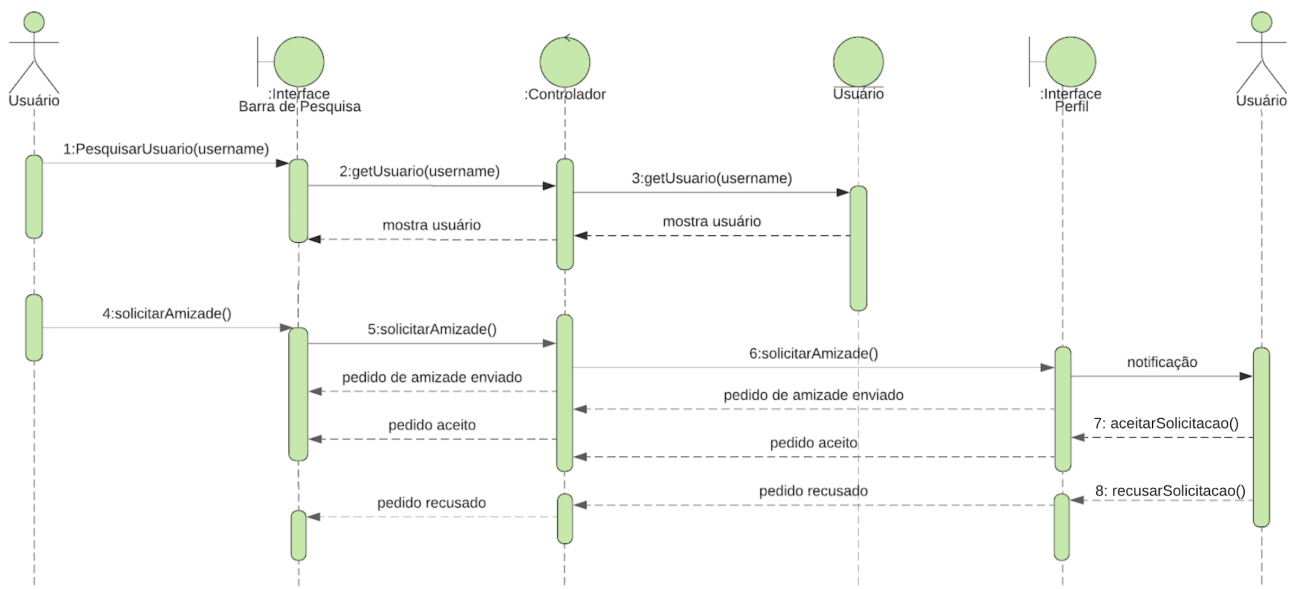 Usuário
:Interface
Barra de Pesquisa
:Controlador
Usuário
:Interface
Perfil
Usuário
1:PesquisarUsuario(username)
2:getUsuario(username)
3:getUsuario(username)
mostra usuário
mostra usuário
4:solicitarAmizade()
5:solicitarAmizade()
6:solicitarAmizade()
notificação
pedido de amizade enviado
pedido de amizade enviado
7: aceitarSolicitacao()
pedido aceito
pedido aceito
8: recusarSolicitacao()
pedido recusado
pedido recusado